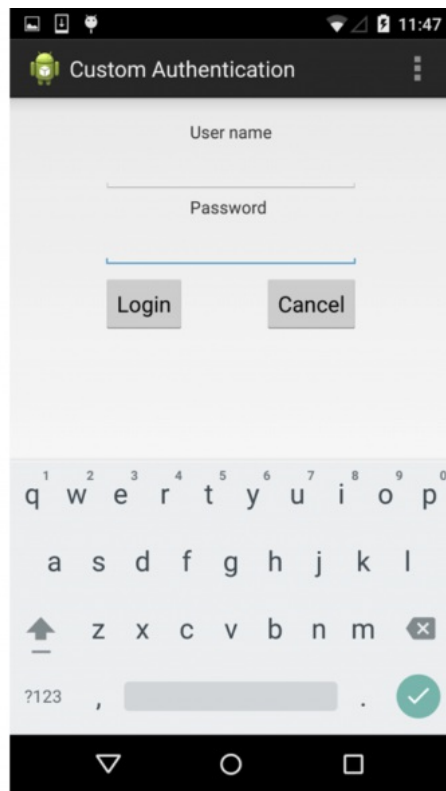 11:47
Custom Authentication
User name
Password
Login Cancel
1 2 3 4 5 6 7 8 9 0
q w e r t y u i o p
a s d f g h j k l
z x c v b n m
?123 , .